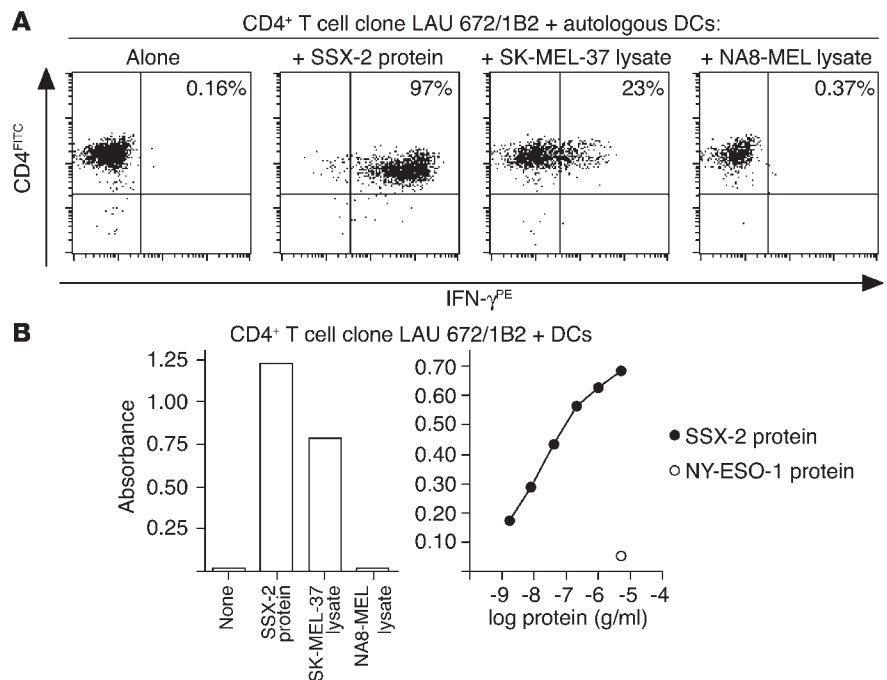 A
CD4⁺ T cell clone LAU 672/1B2 + autologous DCs:
Alone
+ SSX-2 protein
+ SK-MEL-37 lysate
+ NA8-MEL lysate
0.16%
97%
23%
0.37%
CD4FITC
IFN-γPE
B
CD4⁺ T cell clone LAU 672/1B2 + DCs
Absorbance
1.25
1.00
0.75
0.50
0.25
None
SSX-2
protein
SK-MEL-37
lysate
NA8-MEL
lysate
0.70
0.60
0.50
0.40
0.30
0.20
0.10
-9 -8 -7 -6 -5 -4
log protein (g/ml)
SSX-2 protein
NY-ESO-1 protein